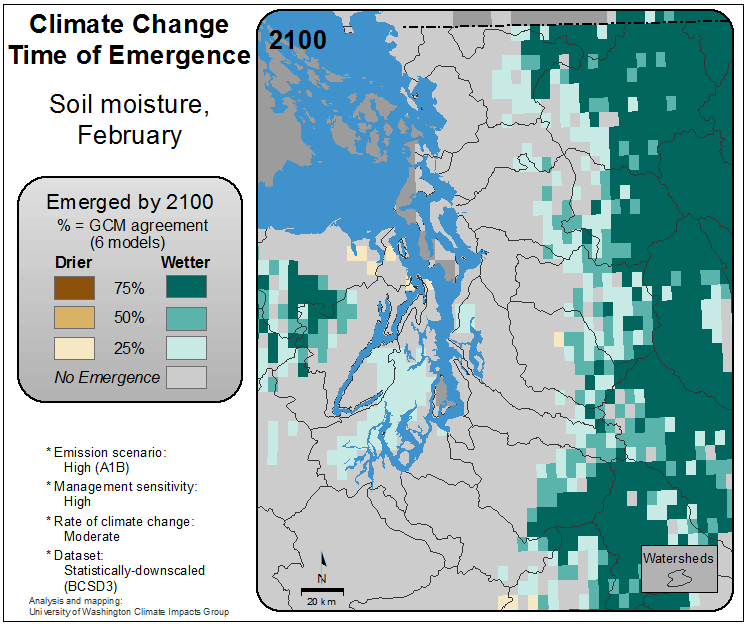 Climate Change
Time of Emergence
Soil moisture,
February
Emerged by 2100
% = GCM agreement
(6 models)
Drier Wetter
75%
50%
25%
No Emergence
* Emission scenario:
High (A1B)
* Management sensitivity:
High
* Rate of climate change:
Moderate
* Dataset:
Statistically-downscaled
(BCSD3)
Analysis and mapping:
University of Washington Climate Impacts Group
2100
N
20 km
Watersheds